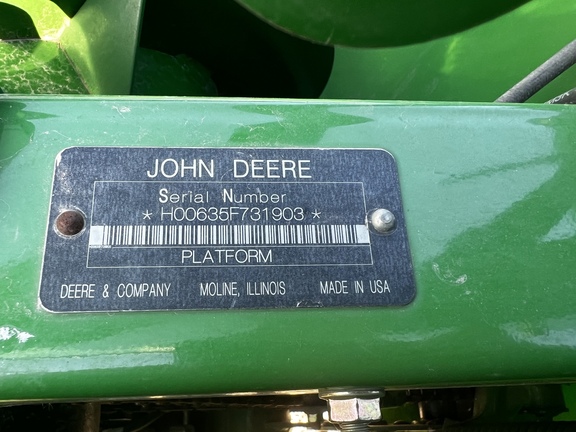 JOHN DEERE
Serial Number
* H00635F731903 *
PLATFORM
DEERE & COMPANY MOLINE, ILLINOIS MADE IN USA